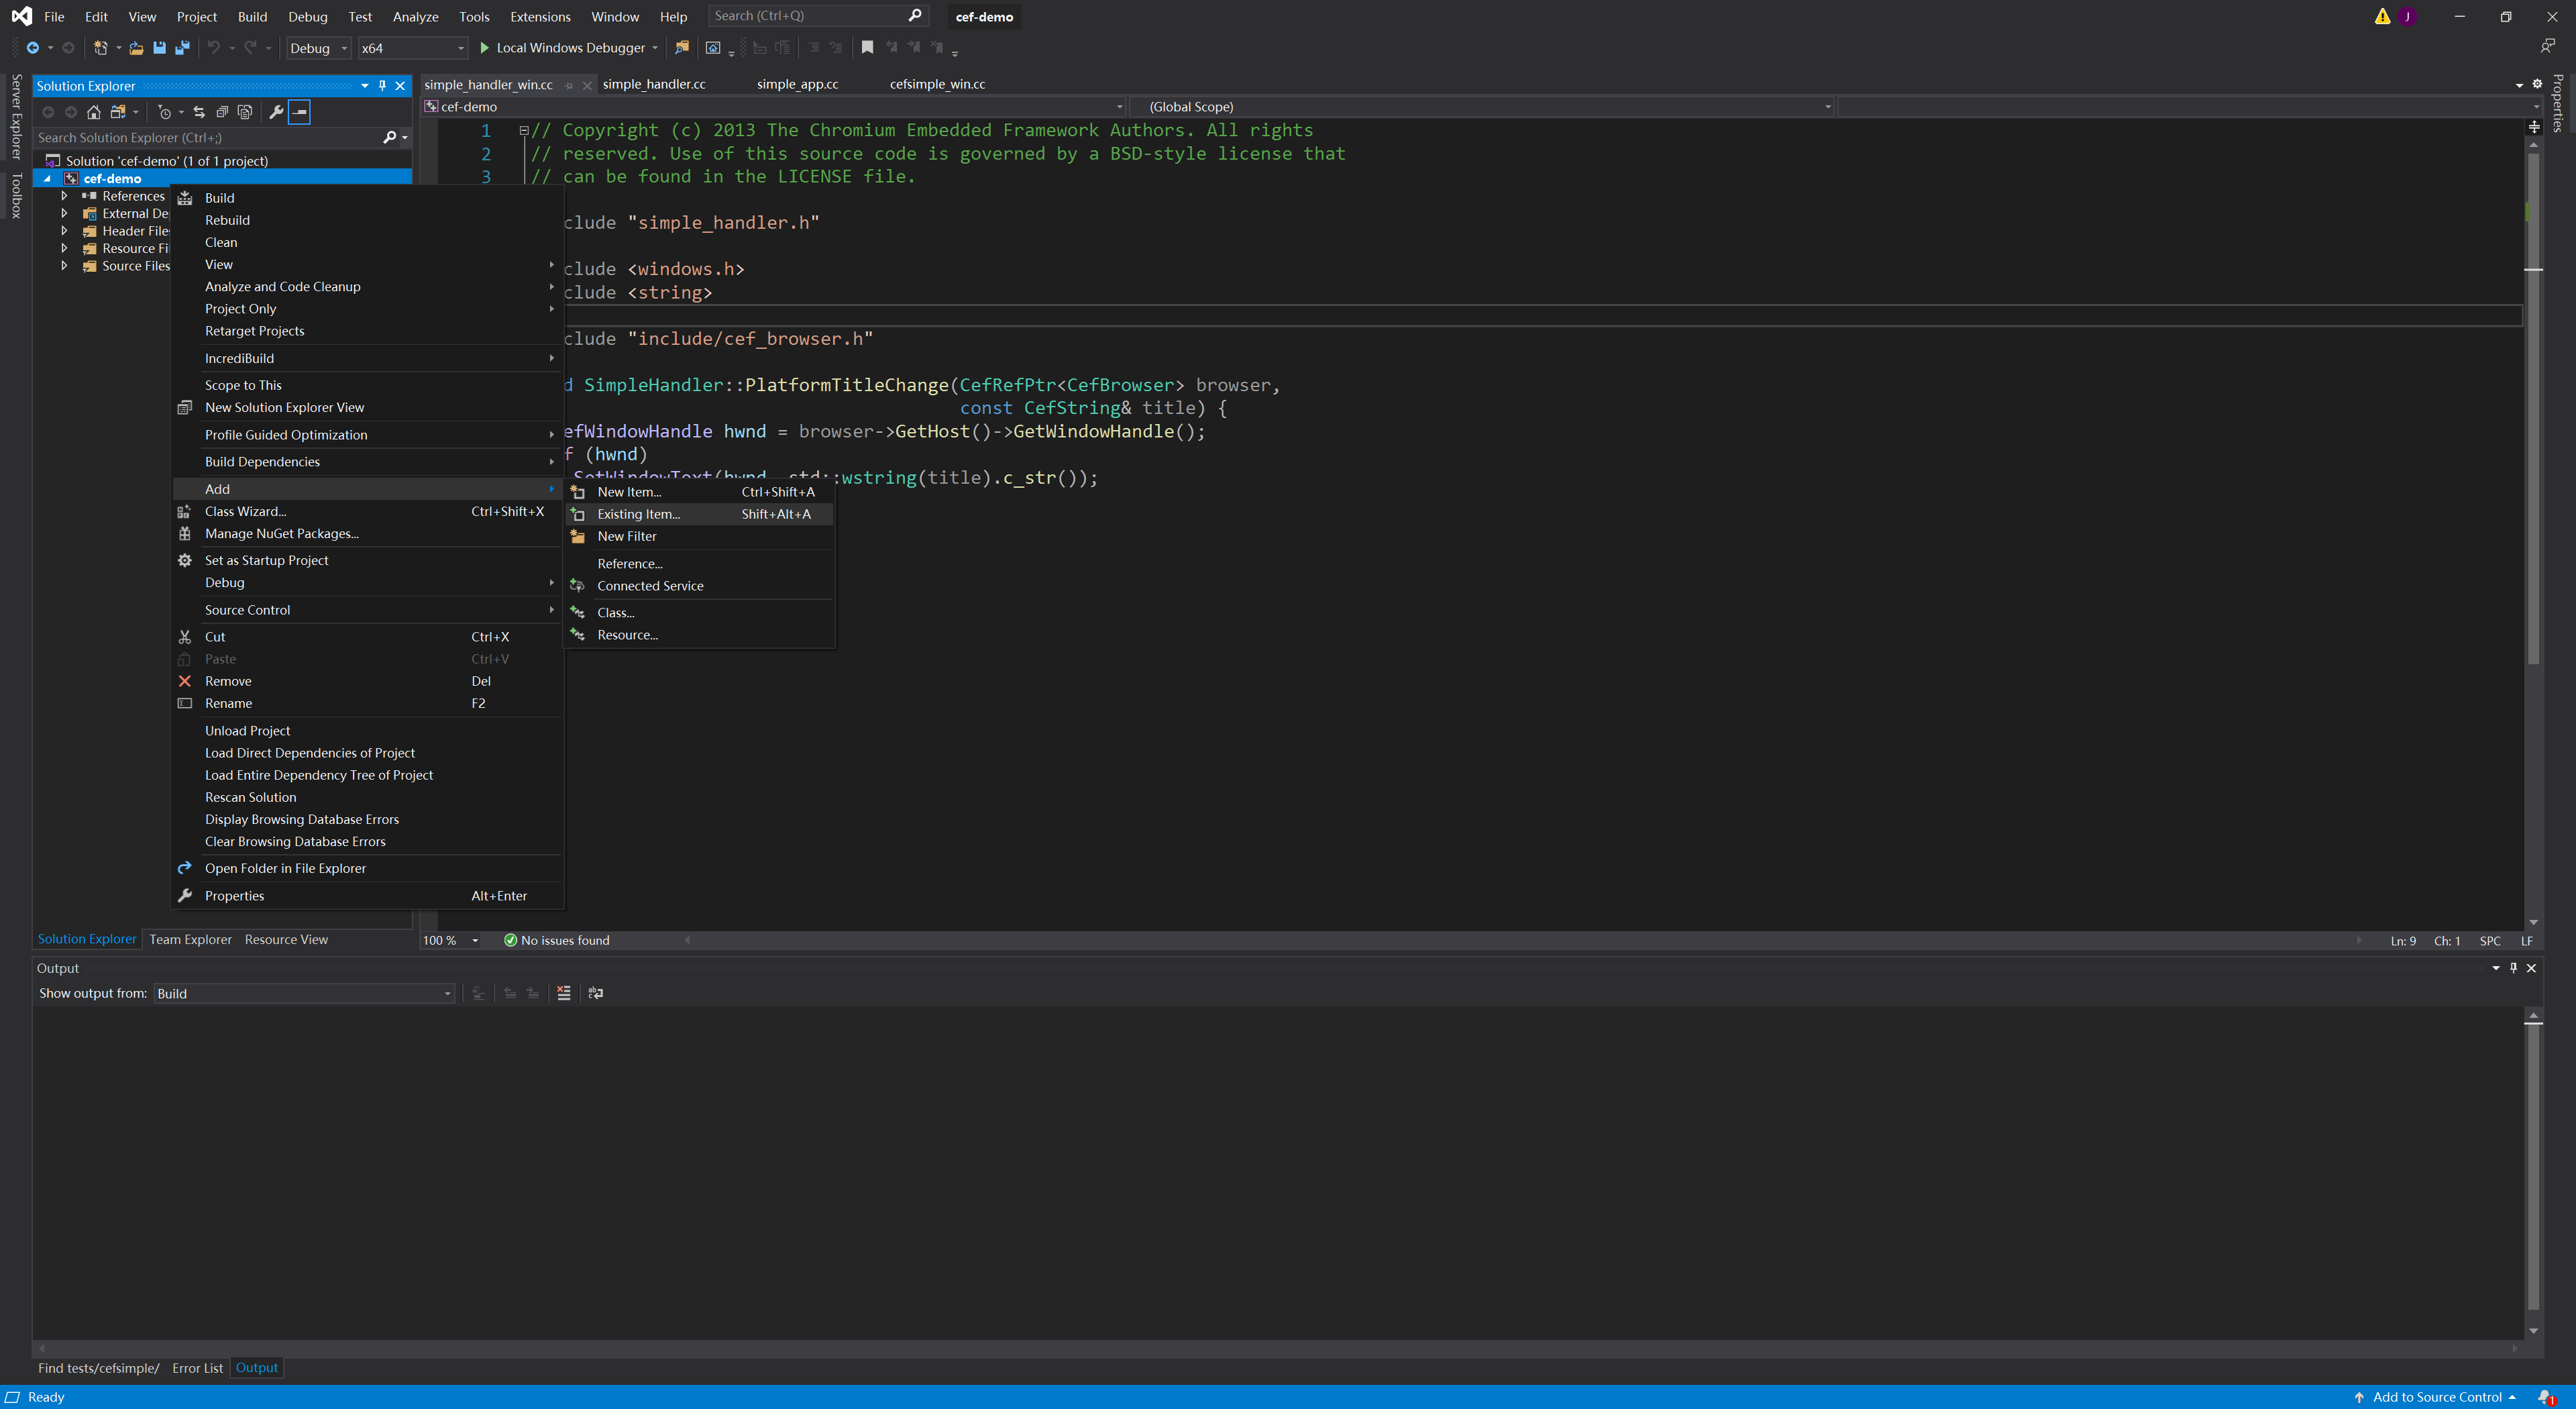 File Edit View Project Build Debug Test Analyze Tools Extensions Window Help Search (Ctrl+Q) cef-demo J
Debug x64 Local Windows Debugger
Server Explorer
Toolbox
Solution Explorer
Search Solution Explorer (Ctrl+;)
Solution 'cef-demo' (1 of 1 project)
cef-demo
References
External De
Header Files
Resource Fi
Source Files
Build
Rebuild
Clean
View
Analyze and Code Cleanup
Project Only
Retarget Projects
IncrediBuild
Scope to This
New Solution Explorer View
Profile Guided Optimization
Build Dependencies
Add
Class Wizard... Ctrl+Shift+X
Manage NuGet Packages...
Set as Startup Project
Debug
Source Control
Cut Ctrl+X
Paste Ctrl+V
Remove Del
Rename F2
Unload Project
Load Direct Dependencies of Project
Load Entire Dependency Tree of Project
Rescan Solution
Display Browsing Database Errors
Clear Browsing Database Errors
Open Folder in File Explorer
Properties Alt+Enter
New Item... Ctrl+Shift+A
Existing Item... Shift+Alt+A
New Filter
Reference...
Connected Service
Class...
Resource...
Solution Explorer Team Explorer Resource View
simple_handler_win.cc simple_handler.cc simple_app.cc cefsimple_win.cc
cef-demo (Global Scope)
1 // Copyright (c) 2013 The Chromium Embedded Framework Authors. All rights
2 // reserved. Use of this source code is governed by a BSD-style license that
3 // can be found in the LICENSE file.
clude "simple_handler.h"
clude <windows.h>
clude <string>
clude "include/cef_browser.h"
d SimpleHandler::PlatformTitleChange(CefRefPtr<CefBrowser> browser,
const CefString& title) {
efWindowHandle hwnd = browser->GetHost()->GetWindowHandle();
f (hwnd)
SetWindowText(hwnd, std::wstring(title).c_str());
100 % No issues found Ln: 9 Ch: 1 SPC LF
Properties
Output
Show output from: Build
Find tests/cefsimple/ Error List Output
Ready Add to Source Control 1